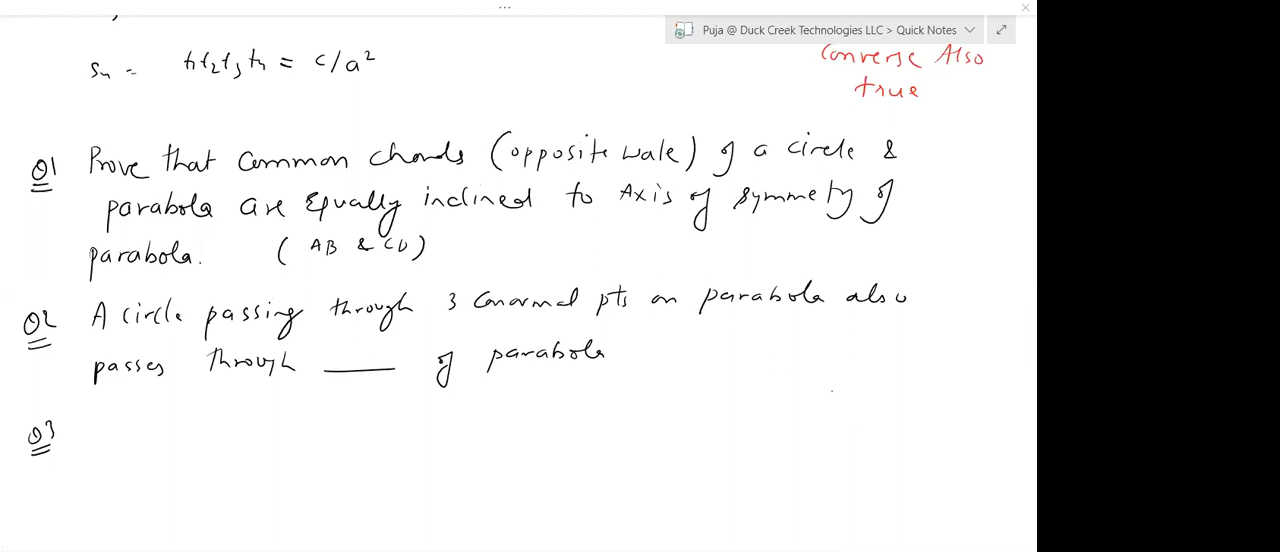 Puja @ Duck Creek Technologies LLC > Quick Notes
S4 = t1t2t3t4 = c/a²
Converse Also
true
Q1 Prove that common chords (opposite wale) of a circle &
parabola are Equally inclined to Axis of symmety of
parabola. ( AB & CD )
Q2 A circle passing through 3 conormal pts on parabola also
passes through ____ of parabola
Q3